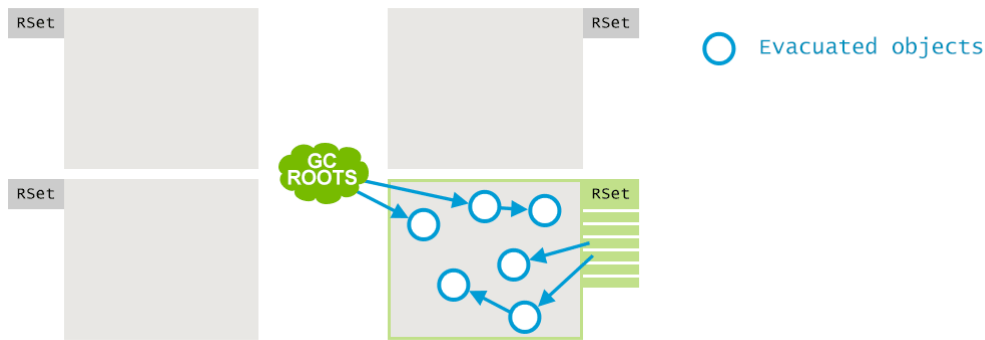 RSet
RSet
Evacuated objects
GC
ROOTS
RSet
RSet